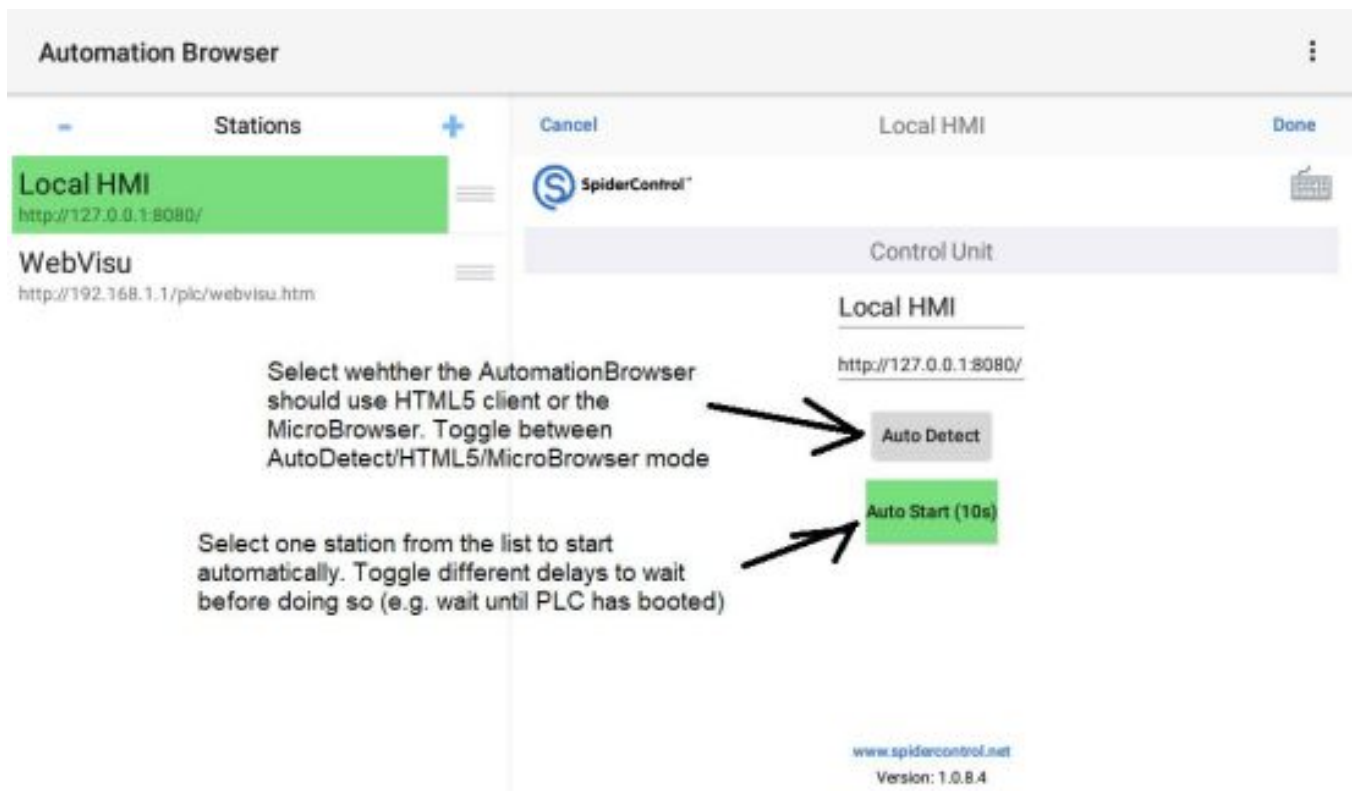 Automation Browser
- Stations +
Cancel Local HMI Done
Local HMI
http://127.0.0.1:8080/
SpiderControl™
WebVisu
http://192.168.1.1/plc/webvisu.htm
Control Unit
Local HMI
http://127.0.0.1:8080/
Select wehther the AutomationBrowser
should use HTML5 client or the
MicroBrowser. Toggle between
AutoDetect/HTML5/MicroBrowser mode
Auto Detect
Auto Start (10s)
Select one station from the list to start
automatically. Toggle different delays to wait
before doing so (e.g. wait until PLC has booted)
www.spidercontrol.net
Version: 1.0.8.4